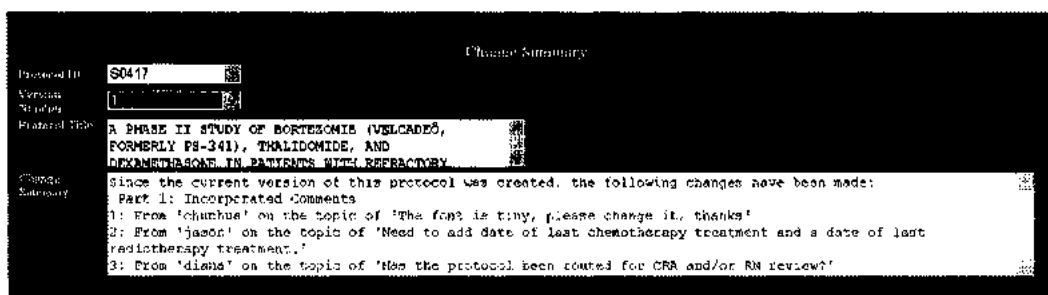 Change Summary
Protocol ID S0417
Version Number 1
Protocol Title
A PHASE II STUDY OF BORTEZOMIB (VELCADEÔ,
FORMERLY PS-341), THALIDOMIDE, AND
DEXAMETHASONE IN PATIENTS WITH REFRACTORY
Change Summary
Since the current version of this protocol was created, the following changes have been made:
Part 1: Incorporated Comments
1: From 'chunhua' on the topic of 'The font is tiny, please change it, thanks'
2: From 'jason' on the topic of 'Need to add date of last chemotherapy treatment and a date of last
radiotherapy treatment.'
3: From 'diana' on the topic of 'Has the protocol been routed for CRA and/or RN review?'